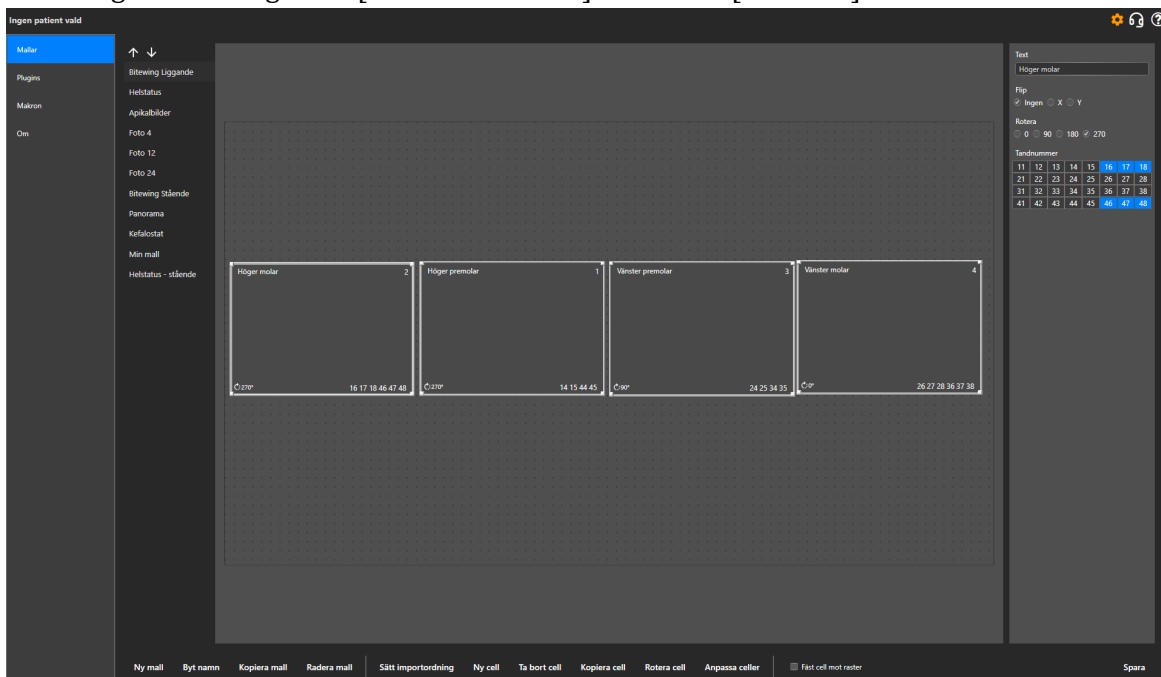 Ingen patient vald
Mallar
Plugins
Makron
Om
Bitewing Liggande
Helstatus
Apikalbilder
Foto 4
Foto 12
Foto 24
Bitewing Stående
Panorama
Kefalostat
Min mall
Helstatus - stående
Höger molar 2
270° 16 17 18 46 47 48
Höger premolar 1
270° 14 15 44 45
Vänster premolar 3
90° 24 25 34 35
Vänster molar 4
0° 26 27 28 36 37 38
Text
Höger molar
Flip
Ingen X Y
Rotera
0 90 180 270
Tandnummer
11 12 13 14 15 16 17 18
21 22 23 24 25 26 27 28
31 32 33 34 35 36 37 38
41 42 43 44 45 46 47 48
Ny mall Byt namn Kopiera mall Radera mall Sätt importordning Ny cell Ta bort cell Kopiera cell Rotera cell Anpassa celler Fäst cell mot raster Spara